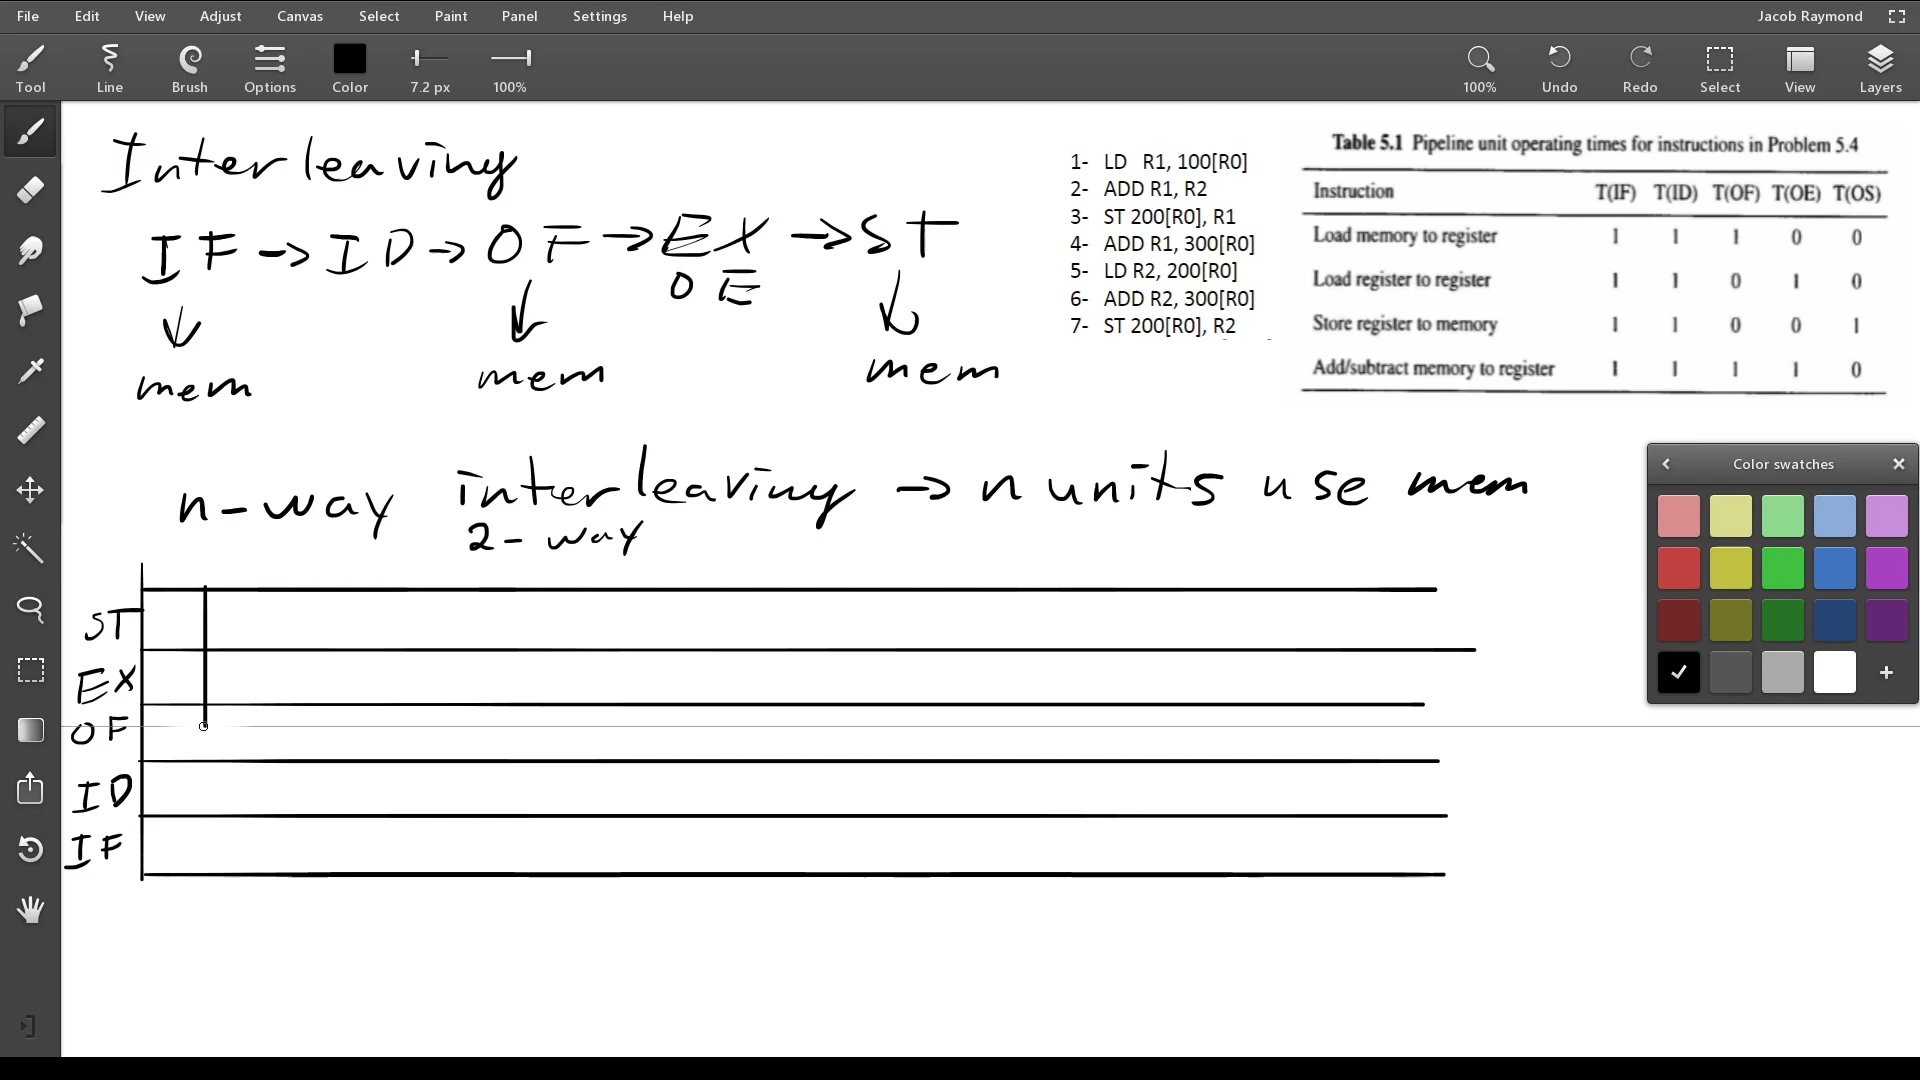 File Edit View Adjust Canvas Select Paint Panel Settings Help Jacob Raymond
Tool Line Brush Options Color 7.2 px 100% 100% Undo Redo Select View Layers
Interleaving
IF -> ID -> OF -> EX -> ST
OE
mem mem mem
1- LD R1, 100[R0]
2- ADD R1, R2
3- ST 200[R0], R1
4- ADD R1, 300[R0]
5- LD R2, 200[R0]
6- ADD R2, 300[R0]
7- ST 200[R0], R2
Table 5.1 Pipeline unit operating times for instructions in Problem 5.4
Instruction T(IF) T(ID) T(OF) T(OE) T(OS)
Load memory to register 1 1 1 0 0
Load register to register 1 1 0 1 0
Store register to memory 1 1 0 0 1
Add/subtract memory to register 1 1 1 1 0
n-way interleaving -> n units use mem
2-way
Color swatches
ST
EX
OF
ID
IF